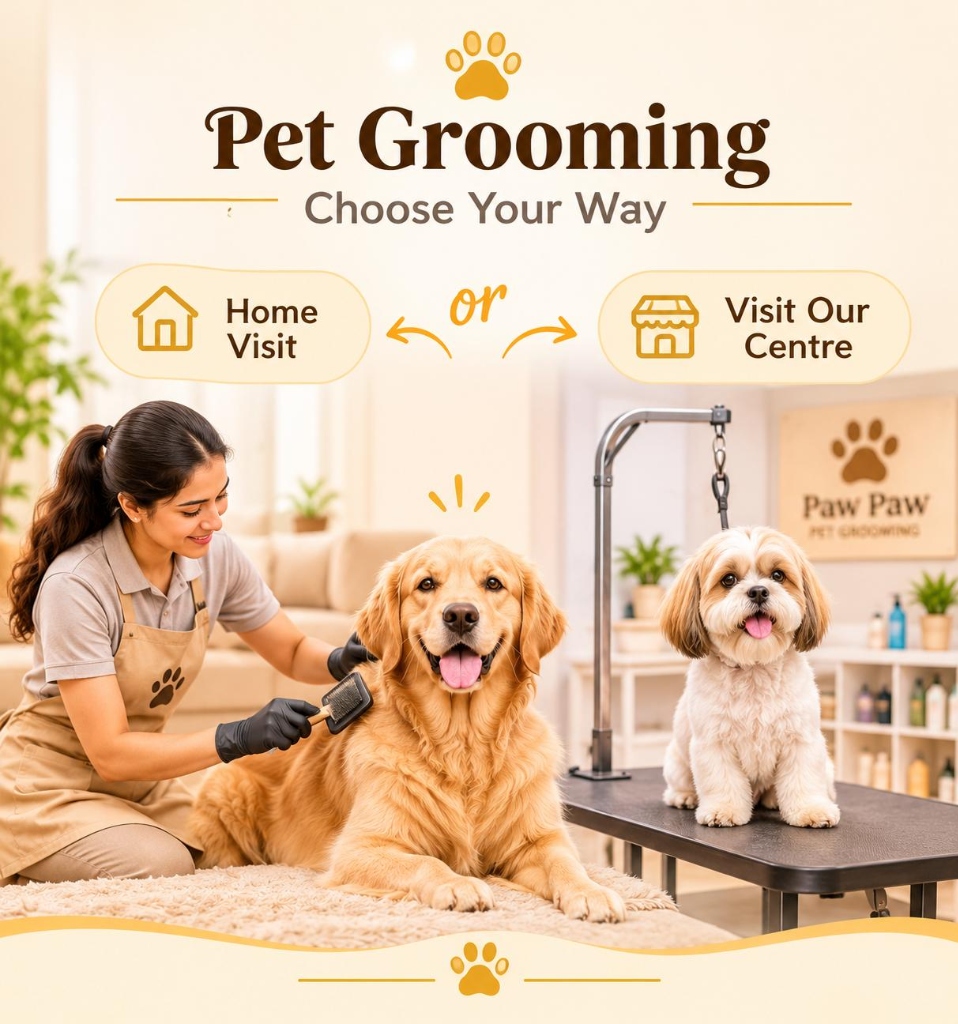 Pet Grooming
Choose Your Way
Home
Visit
or
Visit Our
Centre
Paw Paw
PET GROOMING